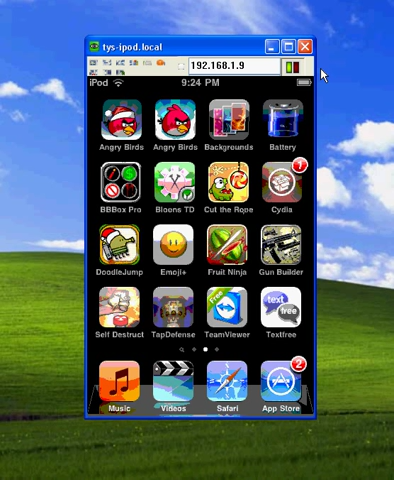 tys-ipod.local
192.168.1.9
iPod 9:24 PM
Angry Birds Angry Birds Backgrounds Battery
1
BBBox Pro Bloons TD Cut the Rope Cydia
DoodleJump Emoji+ Fruit Ninja Gun Builder
Free text free
Self Destruct TapDefense TeamViewer Textfree
2
Music Videos Safari App Store